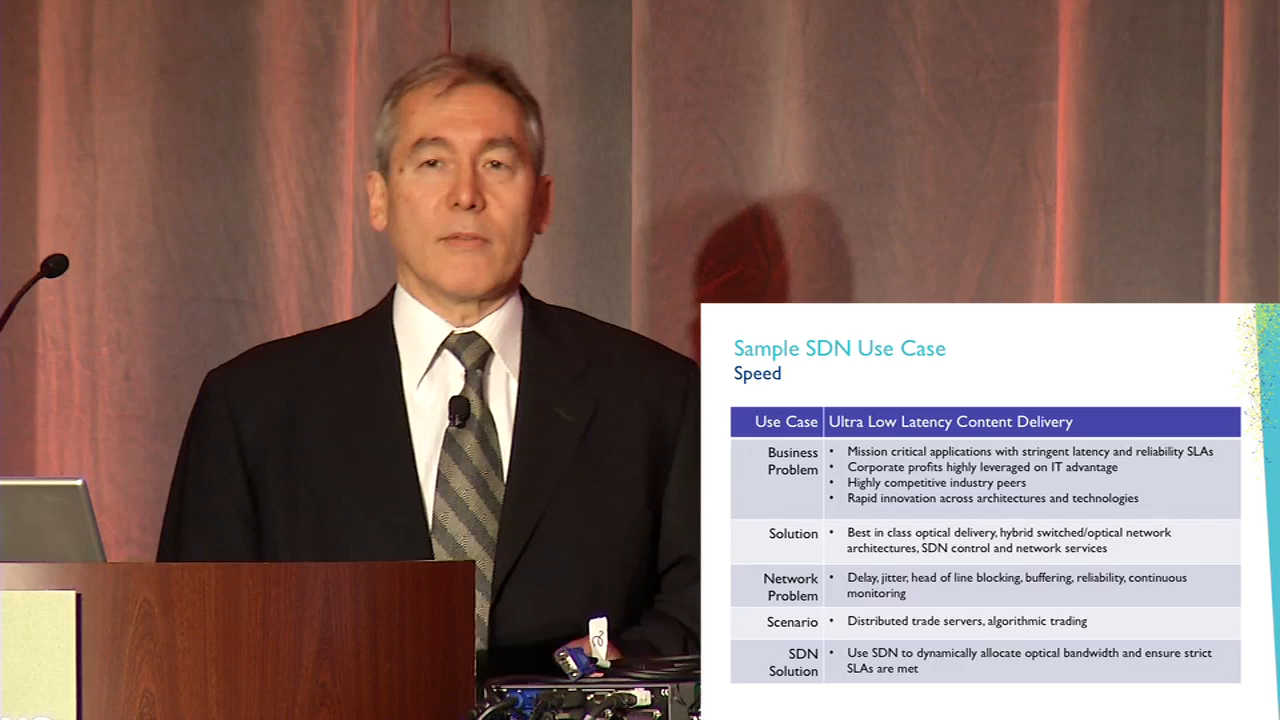 Sample SDN Use Case
Speed
Use Case Ultra Low Latency Content Delivery
Business Problem
• Mission critical applications with stringent latency and reliability SLAs
• Corporate profits highly leveraged on IT advantage
• Highly competitive industry peers
• Rapid innovation across architectures and technologies
Solution
• Best in class optical delivery, hybrid switched/optical network
architectures, SDN control and network services
Network Problem
• Delay, jitter, head of line blocking, buffering, reliability, continuous
monitoring
Scenario
• Distributed trade servers, algorithmic trading
SDN Solution
• Use SDN to dynamically allocate optical bandwidth and ensure strict
SLAs are met